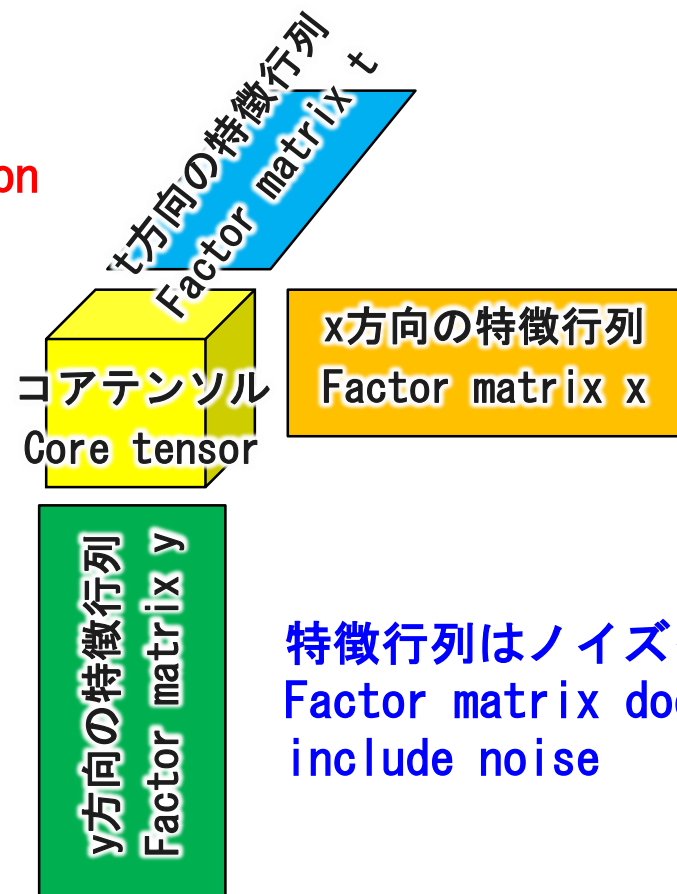 on
t方向の特徴行列
Factor matrix t
コアテンソル
Core tensor
x方向の特徴行列
Factor matrix x
y方向の特徴行列
Factor matrix y
特徴行列はノイズ
Factor matrix
include noise